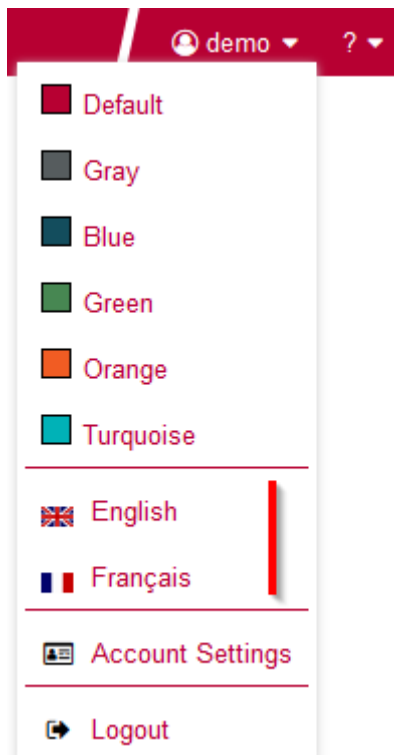 demo
?
Default
Gray
Blue
Green
Orange
Turquoise
English
Français
Account Settings
Logout